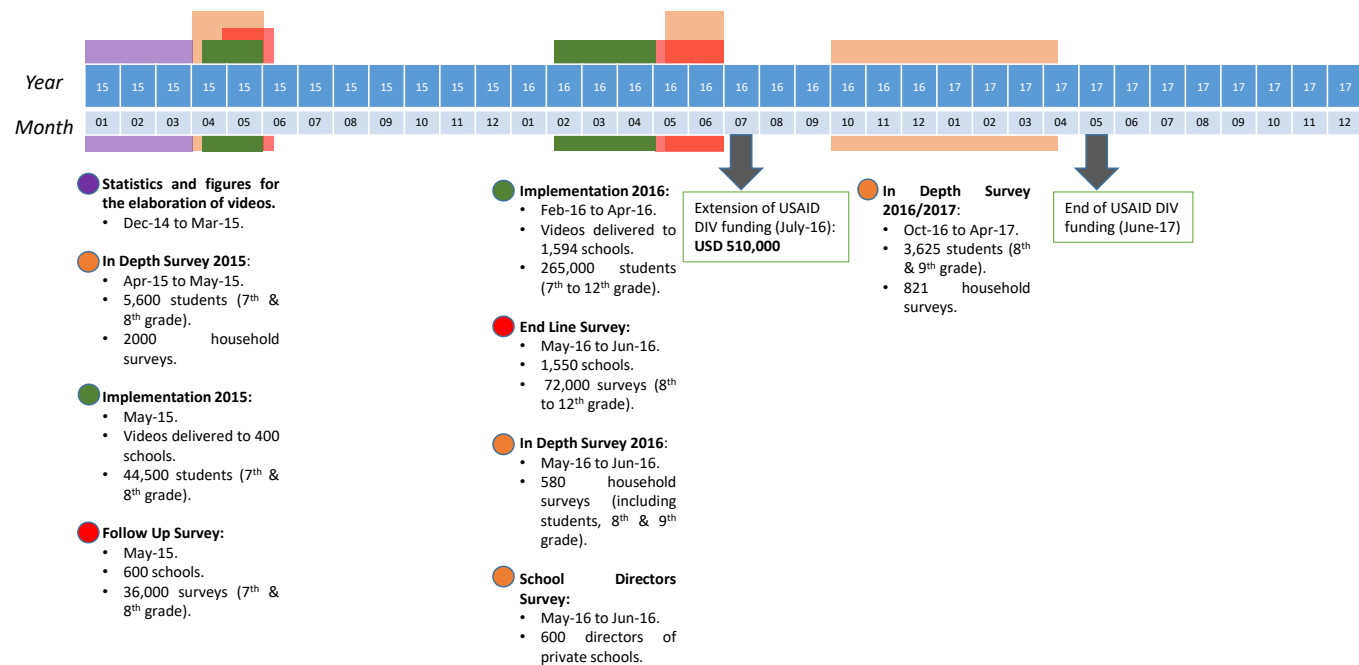 Year 15 15 15 15 15 15 15 15 15 15 15 15 16 16 16 16 16 16 16 16 16 16 16 16 17 17 17 17 17 17 17 17 17 17 17 17
Month 01 02 03 04 05 06 07 08 09 10 11 12 01 02 03 04 05 06 07 08 09 10 11 12 01 02 03 04 05 06 07 08 09 10 11 12
Statistics and figures for
the elaboration of videos.
• Dec-14 to Mar-15.
In Depth Survey 2015:
• Apr-15 to May-15.
• 5,600 students (7th &
8th grade).
• 2000 household
surveys.
Implementation 2015:
• May-15.
• Videos delivered to 400
schools.
• 44,500 students (7th &
8th grade).
Follow Up Survey:
• May-15.
• 600 schools.
• 36,000 surveys (7th &
8th grade).
Implementation 2016:
• Feb-16 to Apr-16.
• Videos delivered to
1,594 schools.
• 265,000 students
(7th to 12th grade).
End Line Survey:
• May-16 to Jun-16.
• 1,550 schools.
• 72,000 surveys (8th
to 12th grade).
In Depth Survey 2016:
• May-16 to Jun-16.
• 580 household
surveys (including
students, 8th & 9th
grade).
School Directors
Survey:
• May-16 to Jun-16.
• 600 directors of
private schools.
Extension of USAID
DIV funding (July-16):
USD 510,000
In Depth Survey
2016/2017:
• Oct-16 to Apr-17.
• 3,625 students (8th
& 9th grade).
• 821 household
surveys.
End of USAID DIV
funding (June-17)